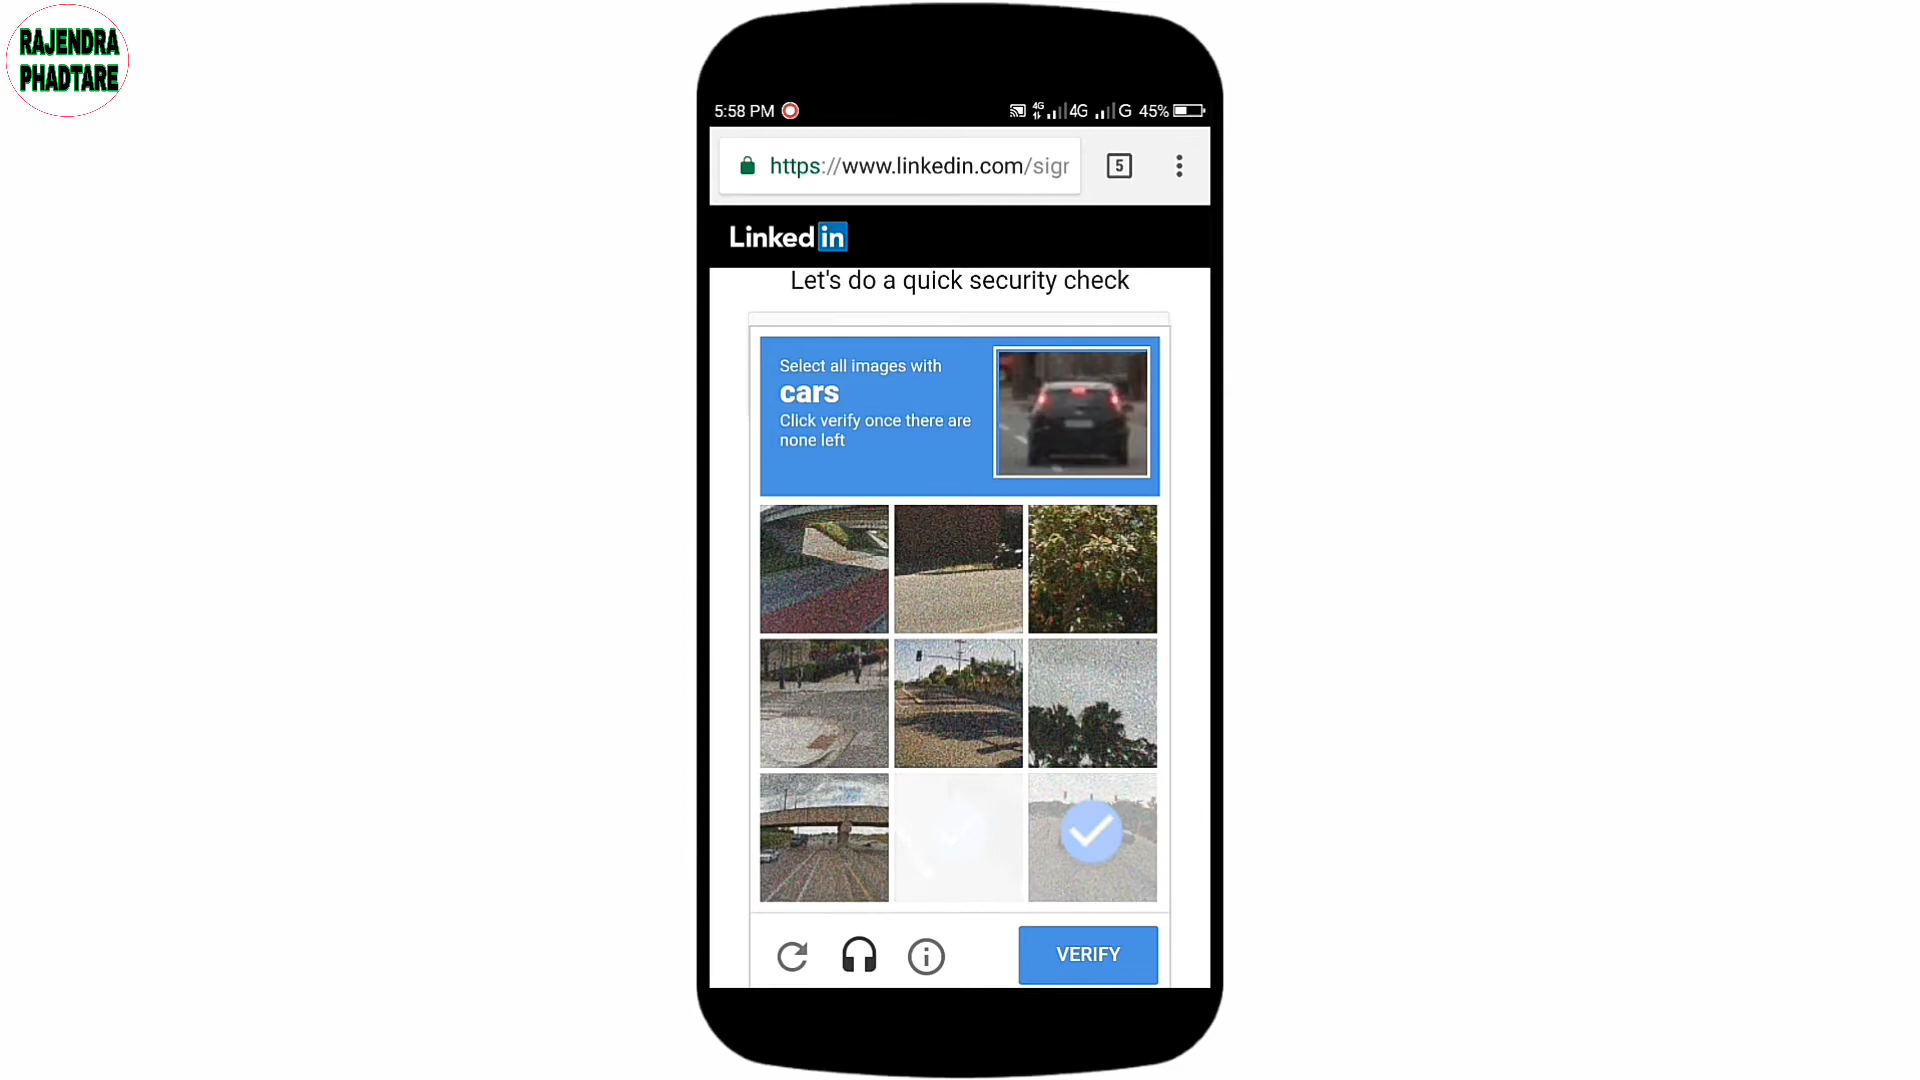 RAJENDRA
PHADTARE
5:58 PM 4G 4G G 45%
https://www.linkedin.com/sigr 5
Linked in
Let's do a quick security check
Select all images with
cars
Click verify once there are
none left
VERIFY